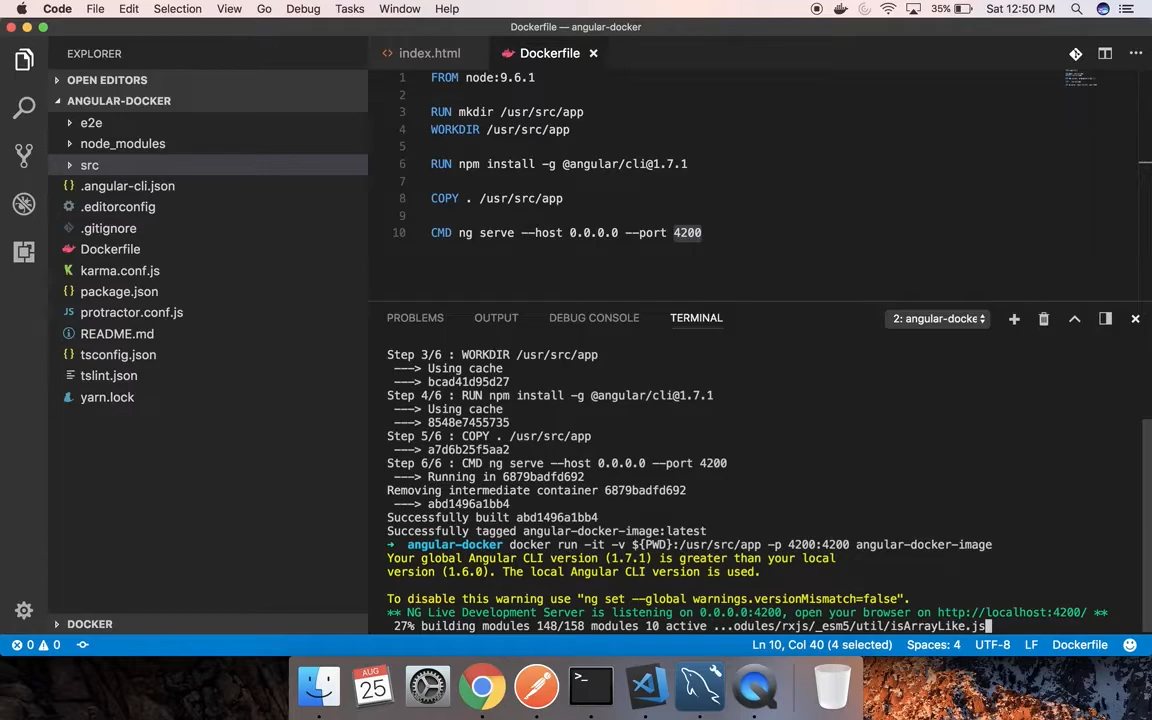 Code File Edit Selection View Go Debug Tasks Window Help 35% Sat 12:50 PM
Dockerfile — angular-docker
EXPLORER
OPEN EDITORS
ANGULAR-DOCKER
e2e
node_modules
src
.angular-cli.json
.editorconfig
.gitignore
Dockerfile
karma.conf.js
package.json
protractor.conf.js
README.md
tsconfig.json
tslint.json
yarn.lock
DOCKER
index.html Dockerfile
1 FROM node:9.6.1
2
3 RUN mkdir /usr/src/app
4 WORKDIR /usr/src/app
5
6 RUN npm install -g @angular/cli@1.7.1
7
8 COPY . /usr/src/app
9
10 CMD ng serve --host 0.0.0.0 --port 4200
PROBLEMS OUTPUT DEBUG CONSOLE TERMINAL 2: angular-docke
Step 3/6 : WORKDIR /usr/src/app
---> Using cache
---> bcad41d95d27
Step 4/6 : RUN npm install -g @angular/cli@1.7.1
---> Using cache
---> 8548e7455735
Step 5/6 : COPY . /usr/src/app
---> a7d6b25f5aa2
Step 6/6 : CMD ng serve --host 0.0.0.0 --port 4200
---> Running in 6879badfd692
Removing intermediate container 6879badfd692
---> abd1496a1bb4
Successfully built abd1496a1bb4
Successfully tagged angular-docker-image:latest
➜ angular-docker docker run -it -v ${PWD}:/usr/src/app -p 4200:4200 angular-docker-image
Your global Angular CLI version (1.7.1) is greater than your local
version (1.6.0). The local Angular CLI version is used.
To disable this warning use "ng set --global warnings.versionMismatch=false".
** NG Live Development Server is listening on 0.0.0.0:4200, open your browser on http://localhost:4200/ **
27% building modules 148/158 modules 10 active ...odules/rxjs/_esm5/util/isArrayLike.js
0 0 Ln 10, Col 40 (4 selected) Spaces: 4 UTF-8 LF Dockerfile
AUG
25